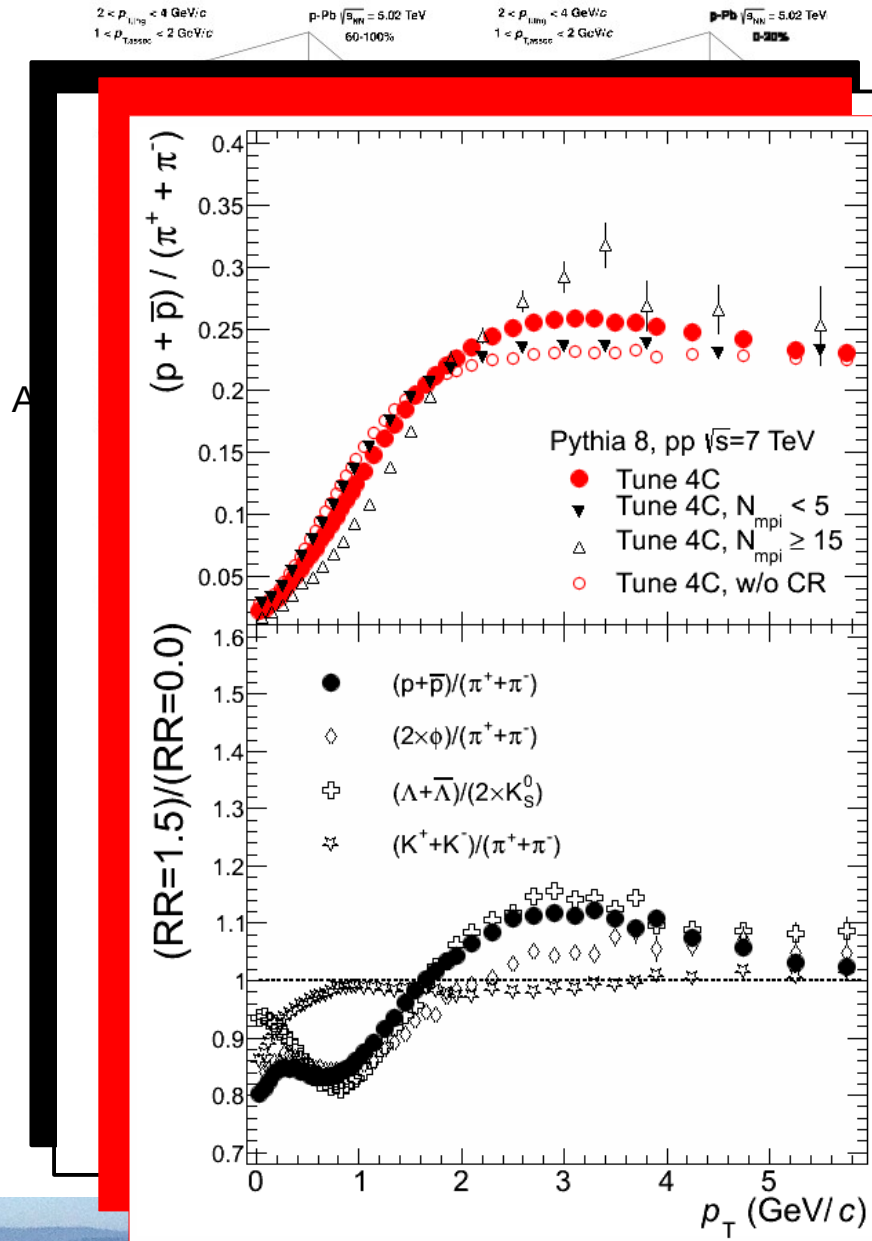 2 < p_T,trig < 4 GeV/c
1 < p_T,assoc < 2 GeV/c
p-Pb √s_NN = 5.02 TeV
60-100%
2 < p_T,trig < 4 GeV/c
1 < p_T,assoc < 2 GeV/c
p-Pb √s_NN = 5.02 TeV
0-20%
A
(p + p̅) / (π⁺ + π⁻)
0.4
0.35
0.3
0.25
0.2
0.15
0.1
0.05
Pythia 8, pp √s=7 TeV
Tune 4C
Tune 4C, N_mpi < 5
Tune 4C, N_mpi ≥ 15
Tune 4C, w/o CR
(RR=1.5)/(RR=0.0)
1.6
1.5
1.4
1.3
1.2
1.1
1
0.9
0.8
0.7
(p+p̅)/(π⁺+π⁻)
(2×ϕ)/(π⁺+π⁻)
(Λ+Λ̅)/(2×K_S^0)
(K⁺+K⁻)/(π⁺+π⁻)
0 1 2 3 4 5
p_T (GeV/c)